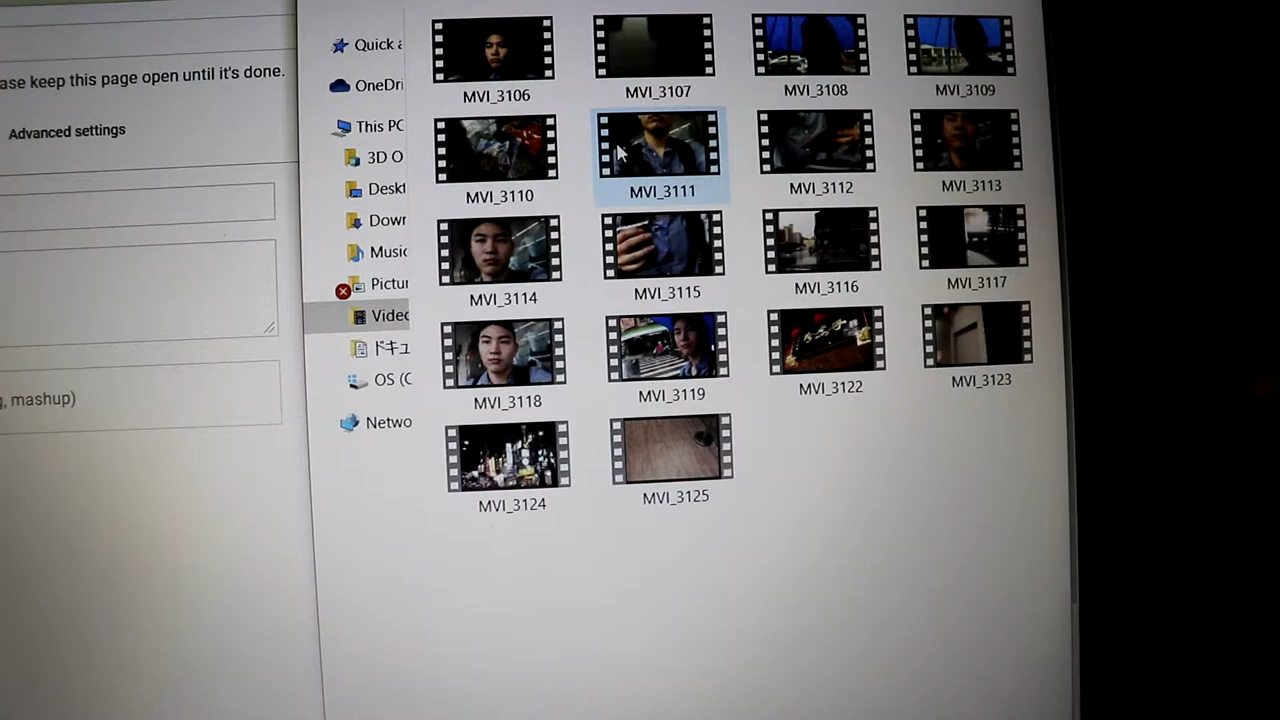 ase keep this page open until it's done.
Advanced settings
g, mashup)
Quick a
OneDri
This PC
3D O
Deskt
Down
Music
Pictur
Videc
ドキュ
OS (C
Netwo
MVI_3106
MVI_3107
MVI_3108
MVI_3109
MVI_3110
MVI_3111
MVI_3112
MVI_3113
MVI_3114
MVI_3115
MVI_3116
MVI_3117
MVI_3118
MVI_3119
MVI_3122
MVI_3123
MVI_3124
MVI_3125